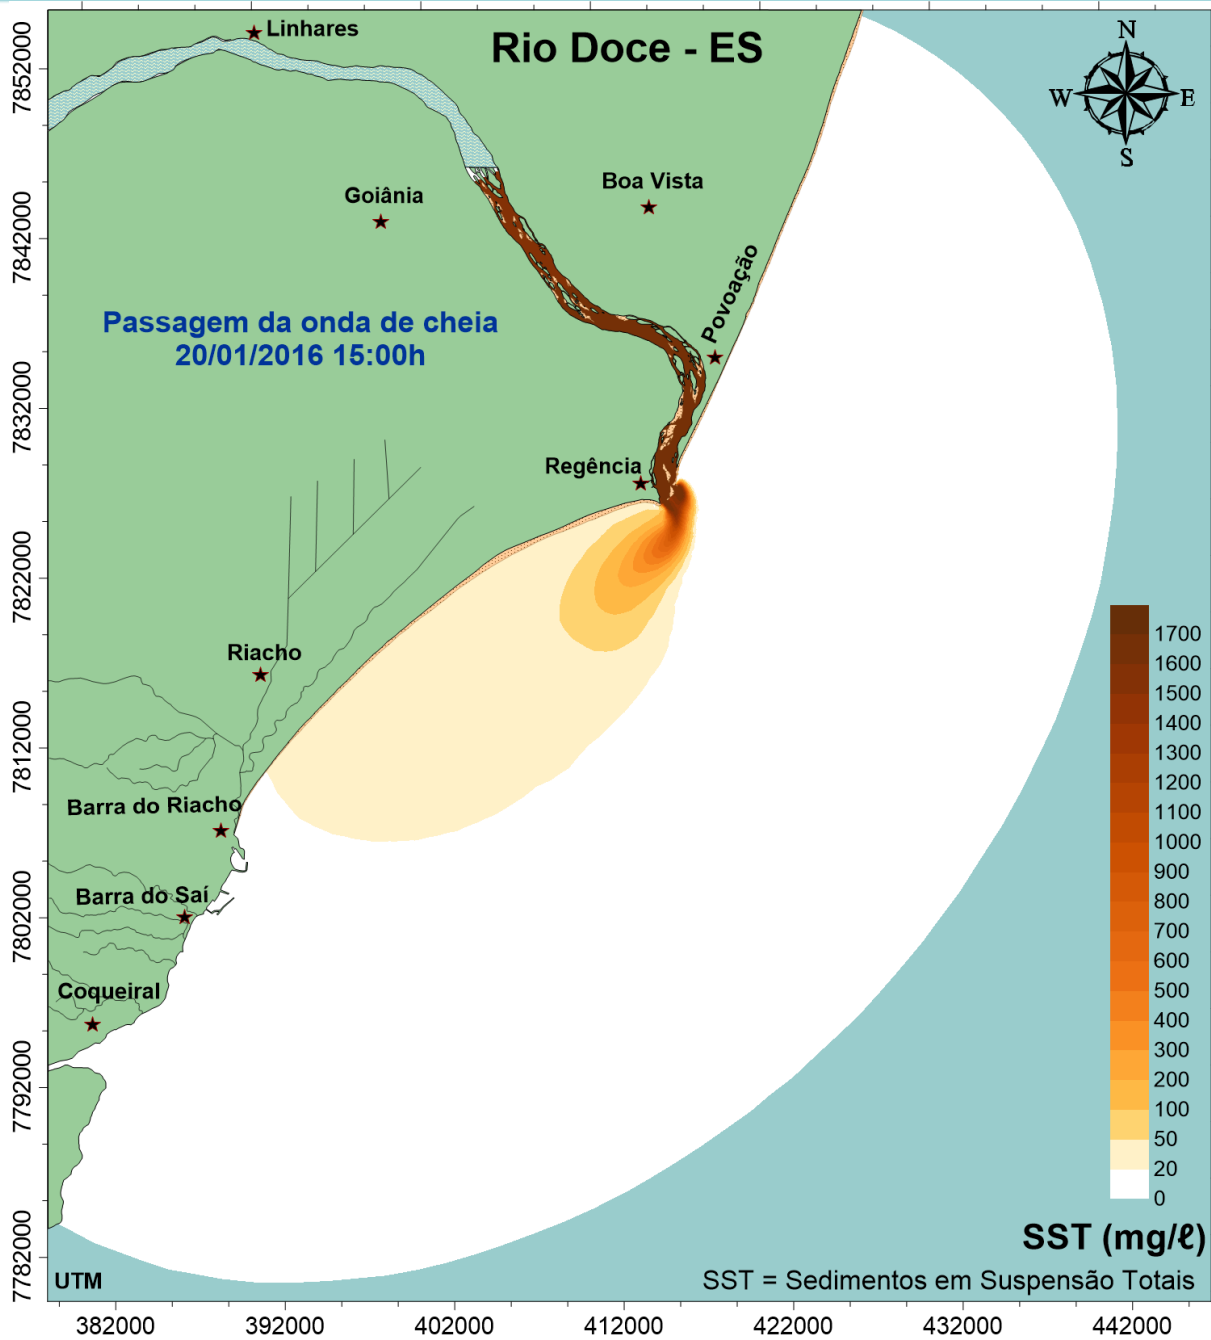 Linhares
Rio Doce - ES
N
W
E
S
Goiânia
Boa Vista
Povoação
Passagem da onda de cheia
20/01/2016 15:00h
Regência
Riacho
Barra do Riacho
Barra do Saí
Coqueiral
7852000
7842000
7832000
7822000
7812000
7802000
7792000
7782000
1700
1600
1500
1400
1300
1200
1100
1000
900
800
700
600
500
400
300
200
100
50
20
0
SST (mg/ℓ)
UTM
SST = Sedimentos em Suspensão Totais
382000
392000
402000
412000
422000
432000
442000